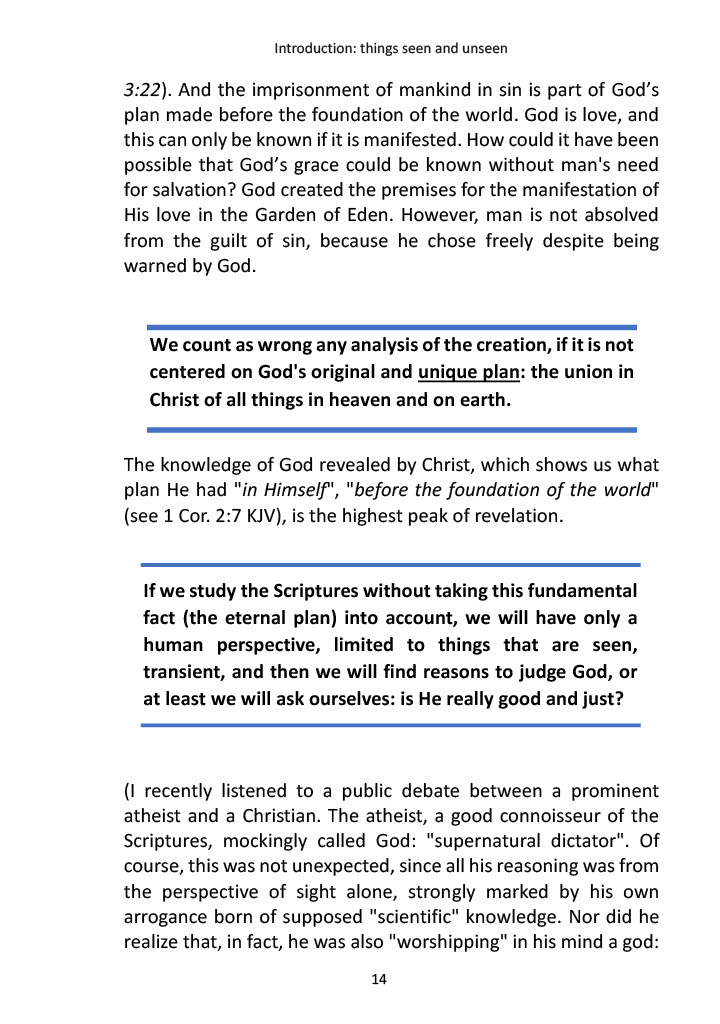 Introduction: things seen and unseen
3:22). And the imprisonment of mankind in sin is part of God’s
plan made before the foundation of the world. God is love, and
this can only be known if it is manifested. How could it have been
possible that God’s grace could be known without man's need
for salvation? God created the premises for the manifestation of
His love in the Garden of Eden. However, man is not absolved
from the guilt of sin, because he chose freely despite being
warned by God.
We count as wrong any analysis of the creation, if it is not
centered on God's original and unique plan: the union in
Christ of all things in heaven and on earth.
The knowledge of God revealed by Christ, which shows us what
plan He had "in Himself", "before the foundation of the world"
(see 1 Cor. 2:7 KJV), is the highest peak of revelation.
If we study the Scriptures without taking this fundamental
fact (the eternal plan) into account, we will have only a
human perspective, limited to things that are seen,
transient, and then we will find reasons to judge God, or
at least we will ask ourselves: is He really good and just?
(I recently listened to a public debate between a prominent
atheist and a Christian. The atheist, a good connoisseur of the
Scriptures, mockingly called God: "supernatural dictator". Of
course, this was not unexpected, since all his reasoning was from
the perspective of sight alone, strongly marked by his own
arrogance born of supposed "scientific" knowledge. Nor did he
realize that, in fact, he was also "worshipping" in his mind a god:
14